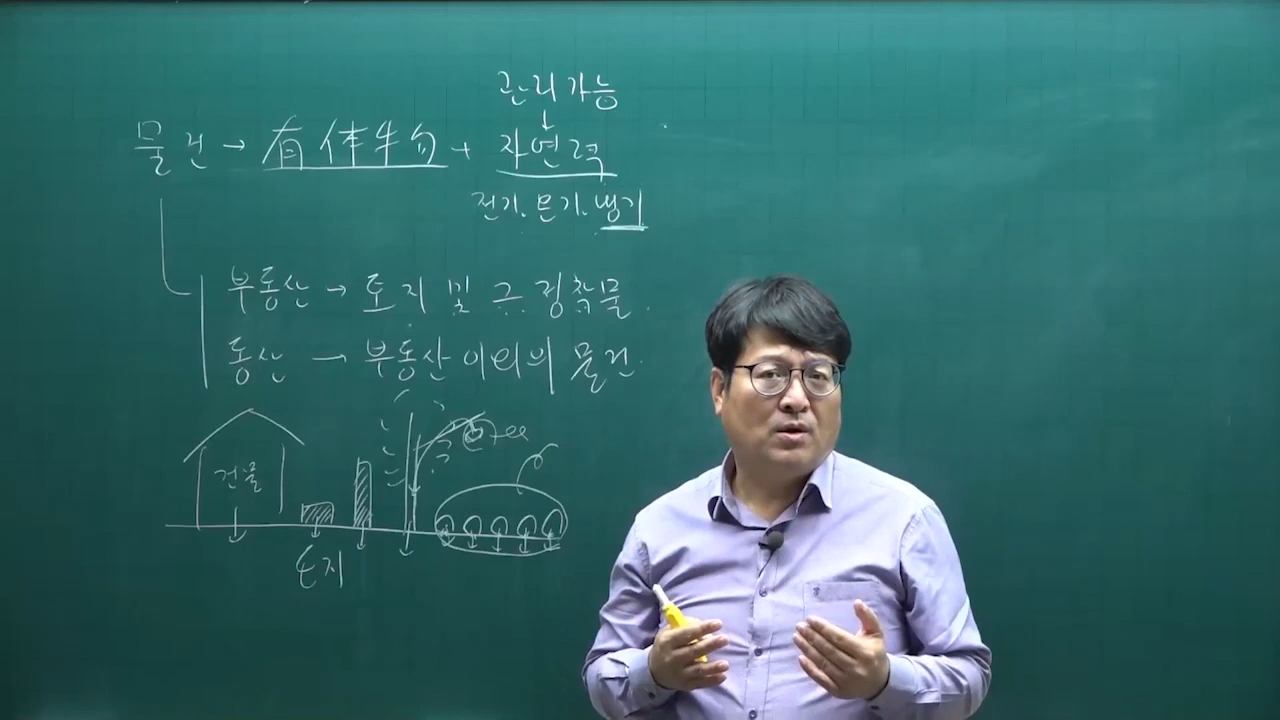 관리가능
↓
물건 → 有体物 + 자연력
전기. 열기. 냉기
부동산 → 토지 및 그 정착물.
동산 → 부동산 이외의 물건.
tree
건물
토지